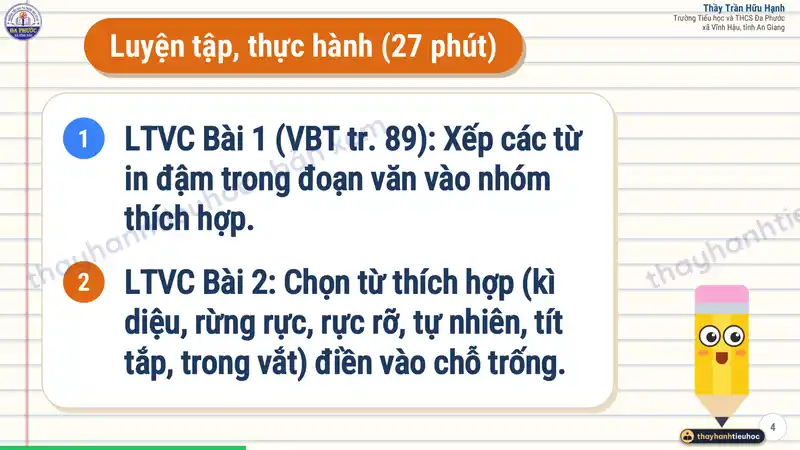 Thầy Trần Hữu Hạnh
Trường Tiểu học và THCS Đa Phước
xã Vĩnh Hậu, tỉnh An Giang
ĐA PHƯỚC
Luyện tập, thực hành (27 phút)
1
LTVC Bài 1 (VBT tr. 89): Xếp các từ
in đậm trong đoạn văn vào nhóm
thích hợp.
2
LTVC Bài 2: Chọn từ thích hợp (kì
diệu, rừng rực, rực rỡ, tự nhiên, tít
tắp, trong vắt) điền vào chỗ trống.
thayhanhtieuhoc
4